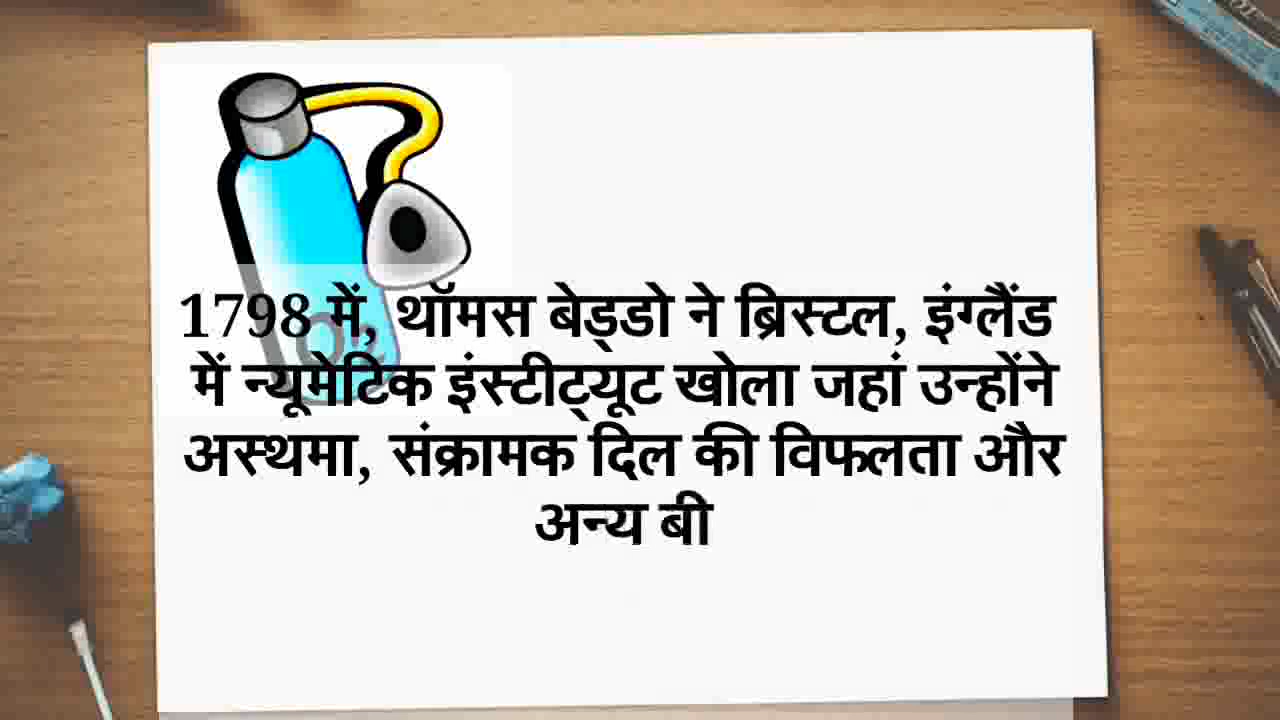 1798 में, थॉमस बेड्डो ने ब्रिस्टल, इंग्लैंड
में न्यूमेटिक इंस्टीट्यूट खोला जहां उन्होंने
अस्थमा, संक्रामक दिल की विफलता और
अन्य बी